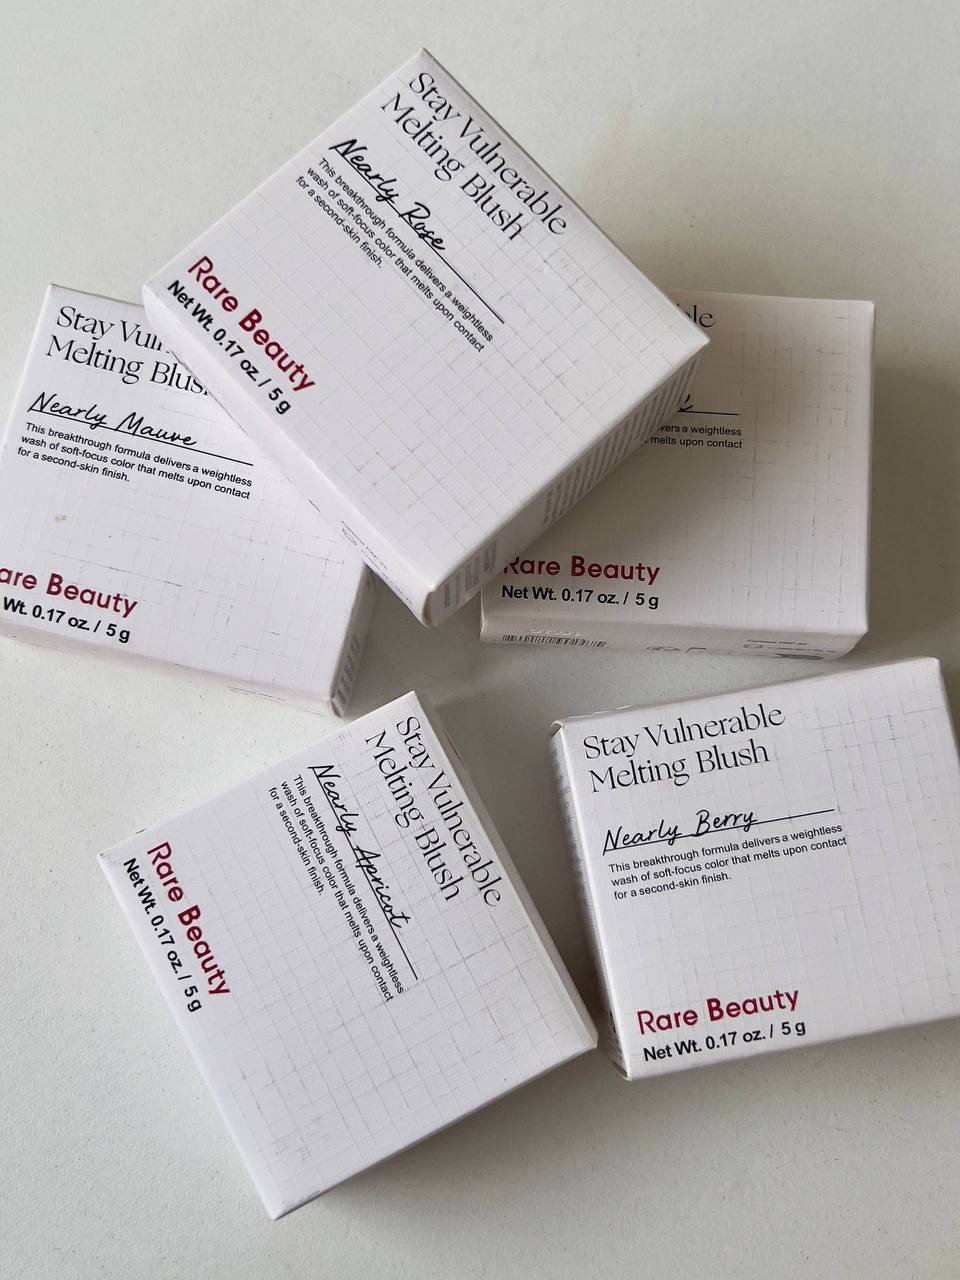 Stay Vulnerable
Melting Blush
Nearly Rose
This breakthrough formula delivers a weightless
wash of soft-focus color that melts upon contact
for a second-skin finish.
Rare Beauty
Net Wt. 0.17 oz. / 5 g
Stay
Melting
Nearly Mauve
This breakthrough formula delivers a weightless
wash of soft-focus color that melts upon contact
for a second-skin finish.
Beauty
Wt. 0.17 oz. / 5 g
a weightless
melts upon contact
Rare Beauty
Net Wt. 0.17 oz. / 5 g
Stay Vulnerable
Melting Blush
Nearly Apricot
This breakthrough formula delivers a weightless
wash of soft-focus color that melts upon contact
for a second-skin finish.
Rare Beauty
Net Wt. 0.17 oz. / 5 g
Stay Vulnerable
Melting Blush
Nearly Berry
This breakthrough formula delivers a weightless
wash of soft-focus color that melts upon contact
for a second-skin finish.
Rare Beauty
Net Wt. 0.17 oz. / 5 g